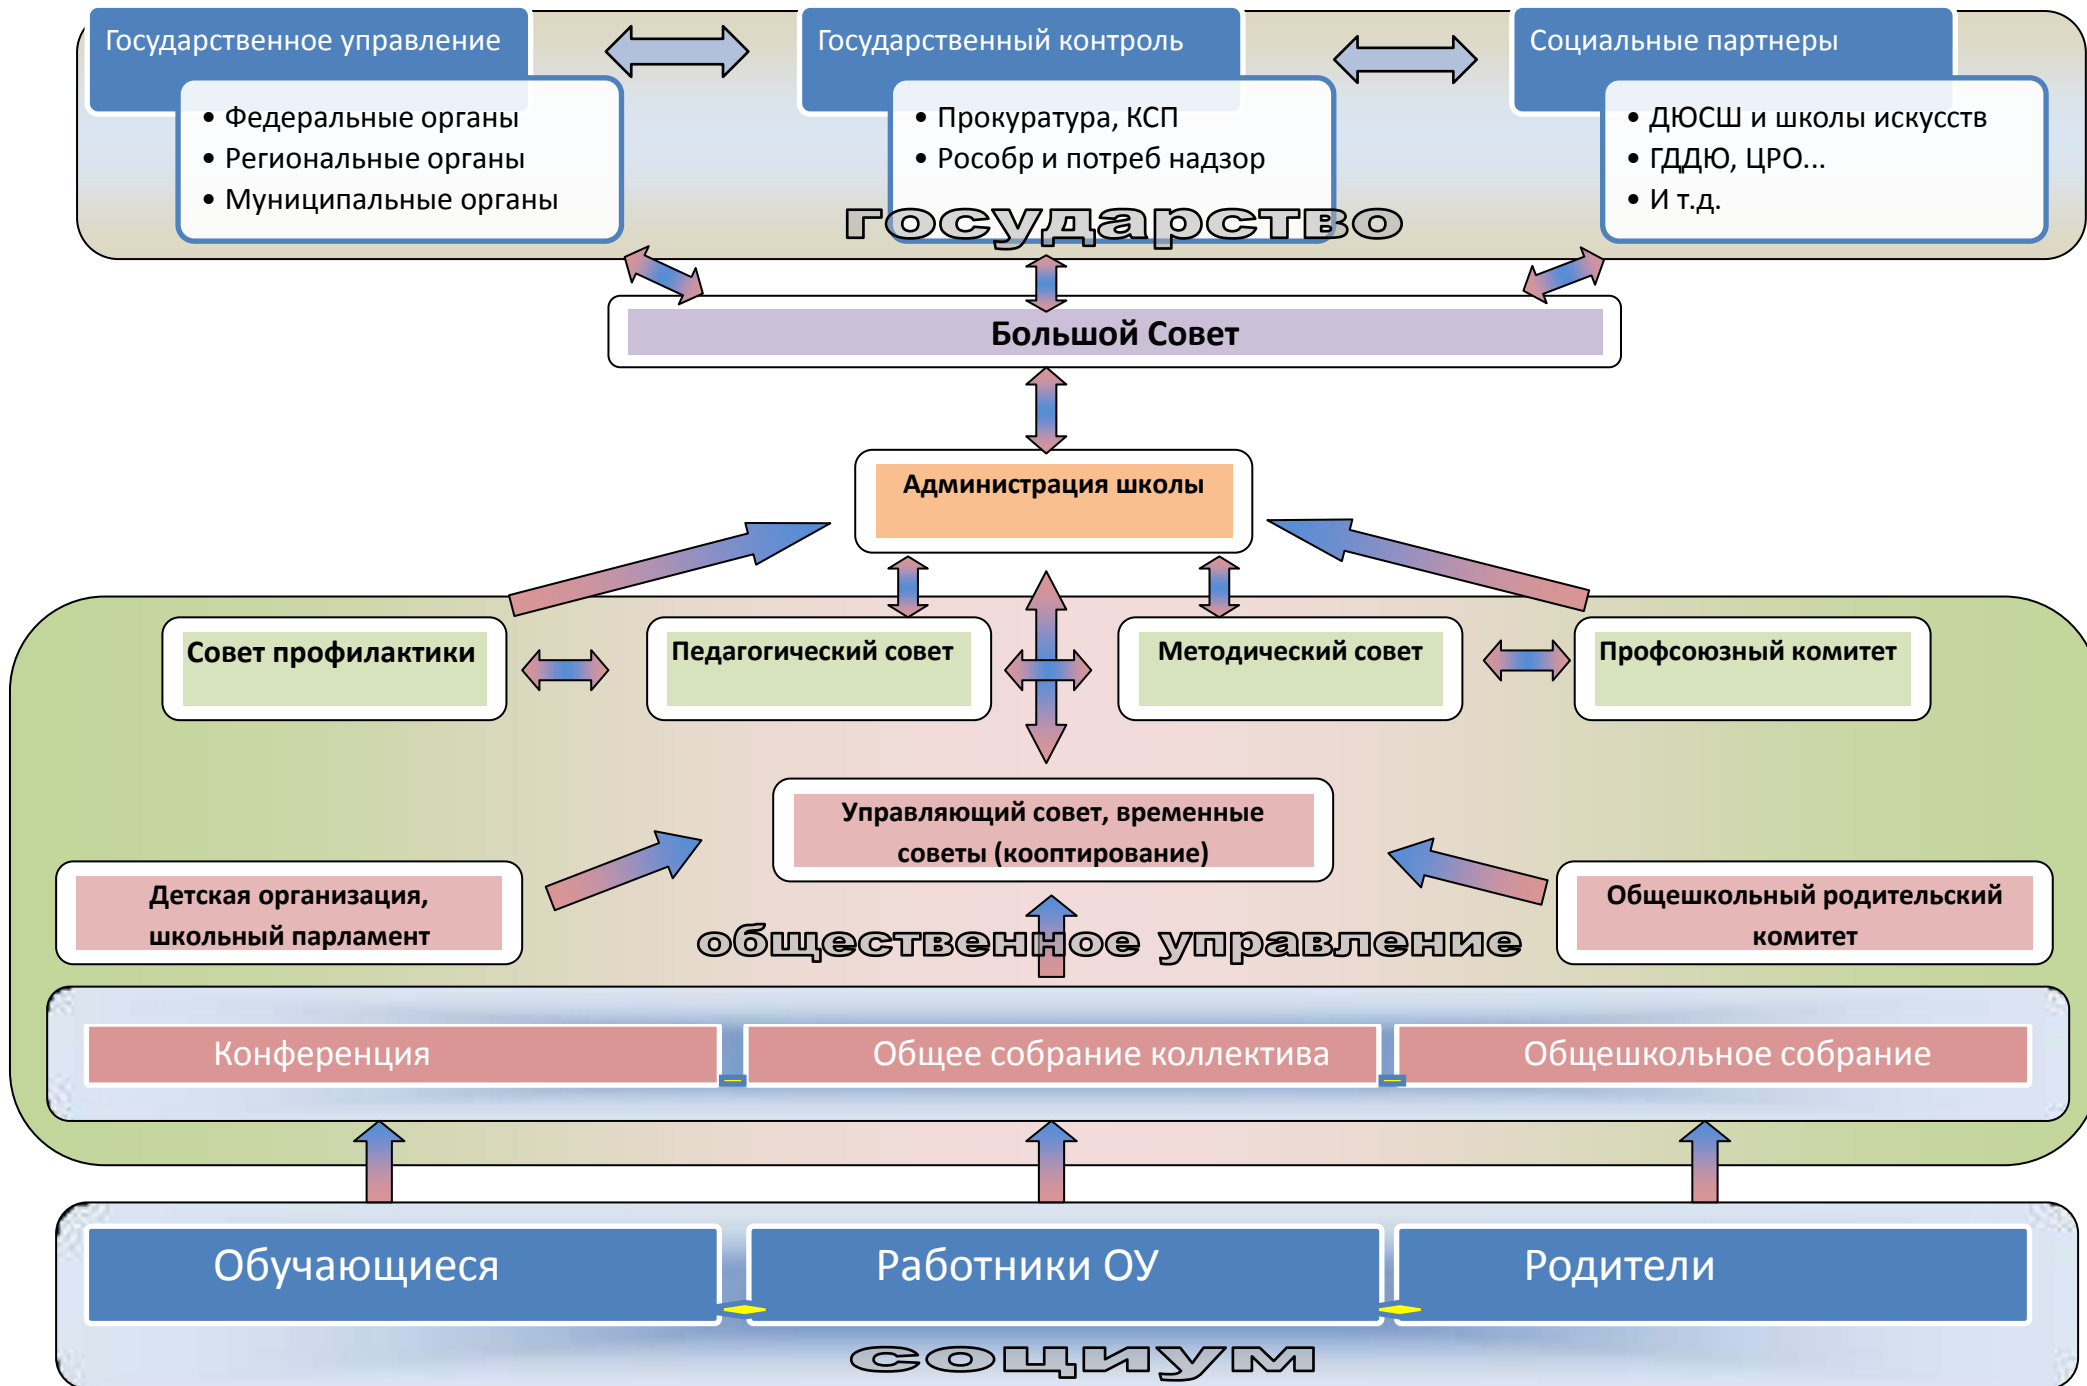 Государственное управление
• Федеральные органы
• Региональные органы
• Муниципальные органы
Государственный контроль
• Прокуратура, КСП
• Рособр и потреб надзор
Социальные партнеры
• ДЮСШ и школы искусств
• ГДДЮ, ЦРО...
• И т.д.
государство
Большой Совет
Администрация школы
Совет профилактики
Педагогический совет
Методический совет
Профсоюзный комитет
Управляющий совет, временные
советы (кооптирование)
Детская организация,
школьный парламент
Общешкольный родительский
комитет
общественное управление
Конференция
Общее собрание коллектива
Общешкольное собрание
Обучающиеся
Работники ОУ
Родители
социум